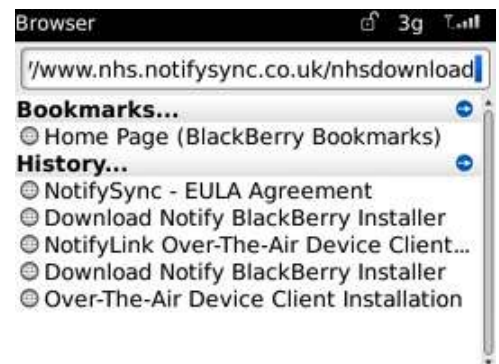 Browser 3g
'/www.nhs.notifysync.co.uk/nhsdownload
Bookmarks...
Home Page (BlackBerry Bookmarks)
History...
NotifySync - EULA Agreement
Download Notify BlackBerry Installer
NotifyLink Over-The-Air Device Client...
Download Notify BlackBerry Installer
Over-The-Air Device Client Installation